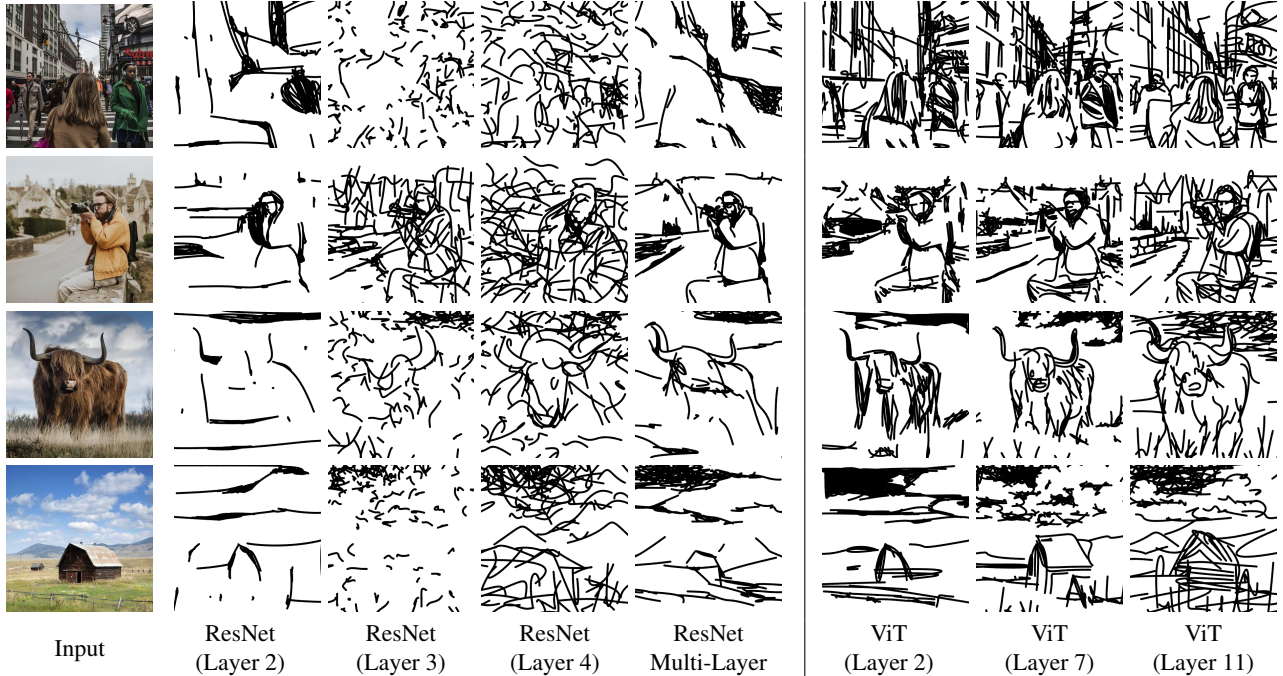 Input
ResNet
(Layer 2)
ResNet
(Layer 3)
ResNet
(Layer 4)
ResNet
Multi-Layer
ViT
(Layer 2)
ViT
(Layer 7)
ViT
(Layer 11)